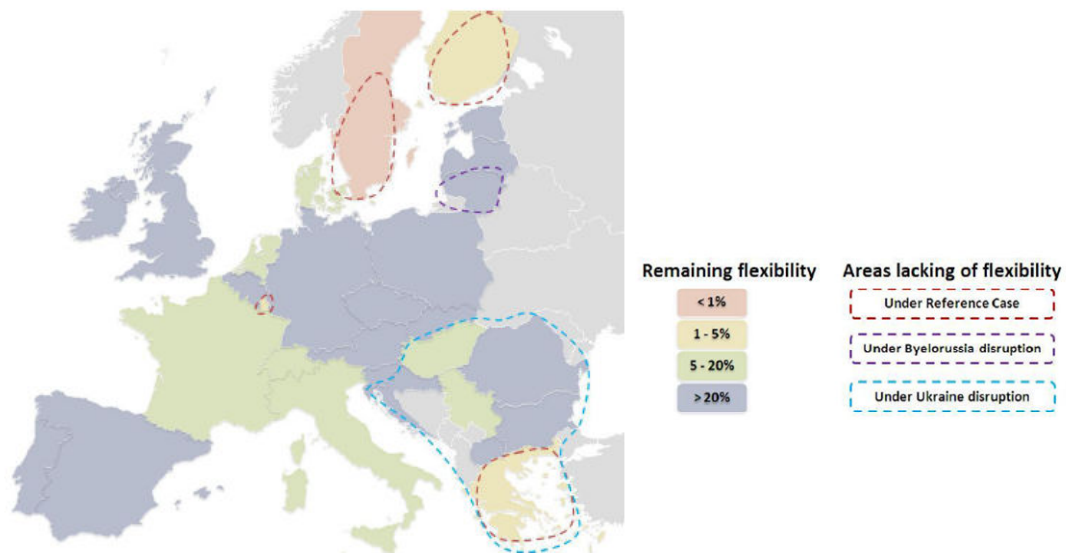 Remaining flexibility
< 1%
1 - 5%
5 - 20%
> 20%
Areas lacking of flexibility
Under Reference Case
Under Byelorussia disruption
Under Ukraine disruption